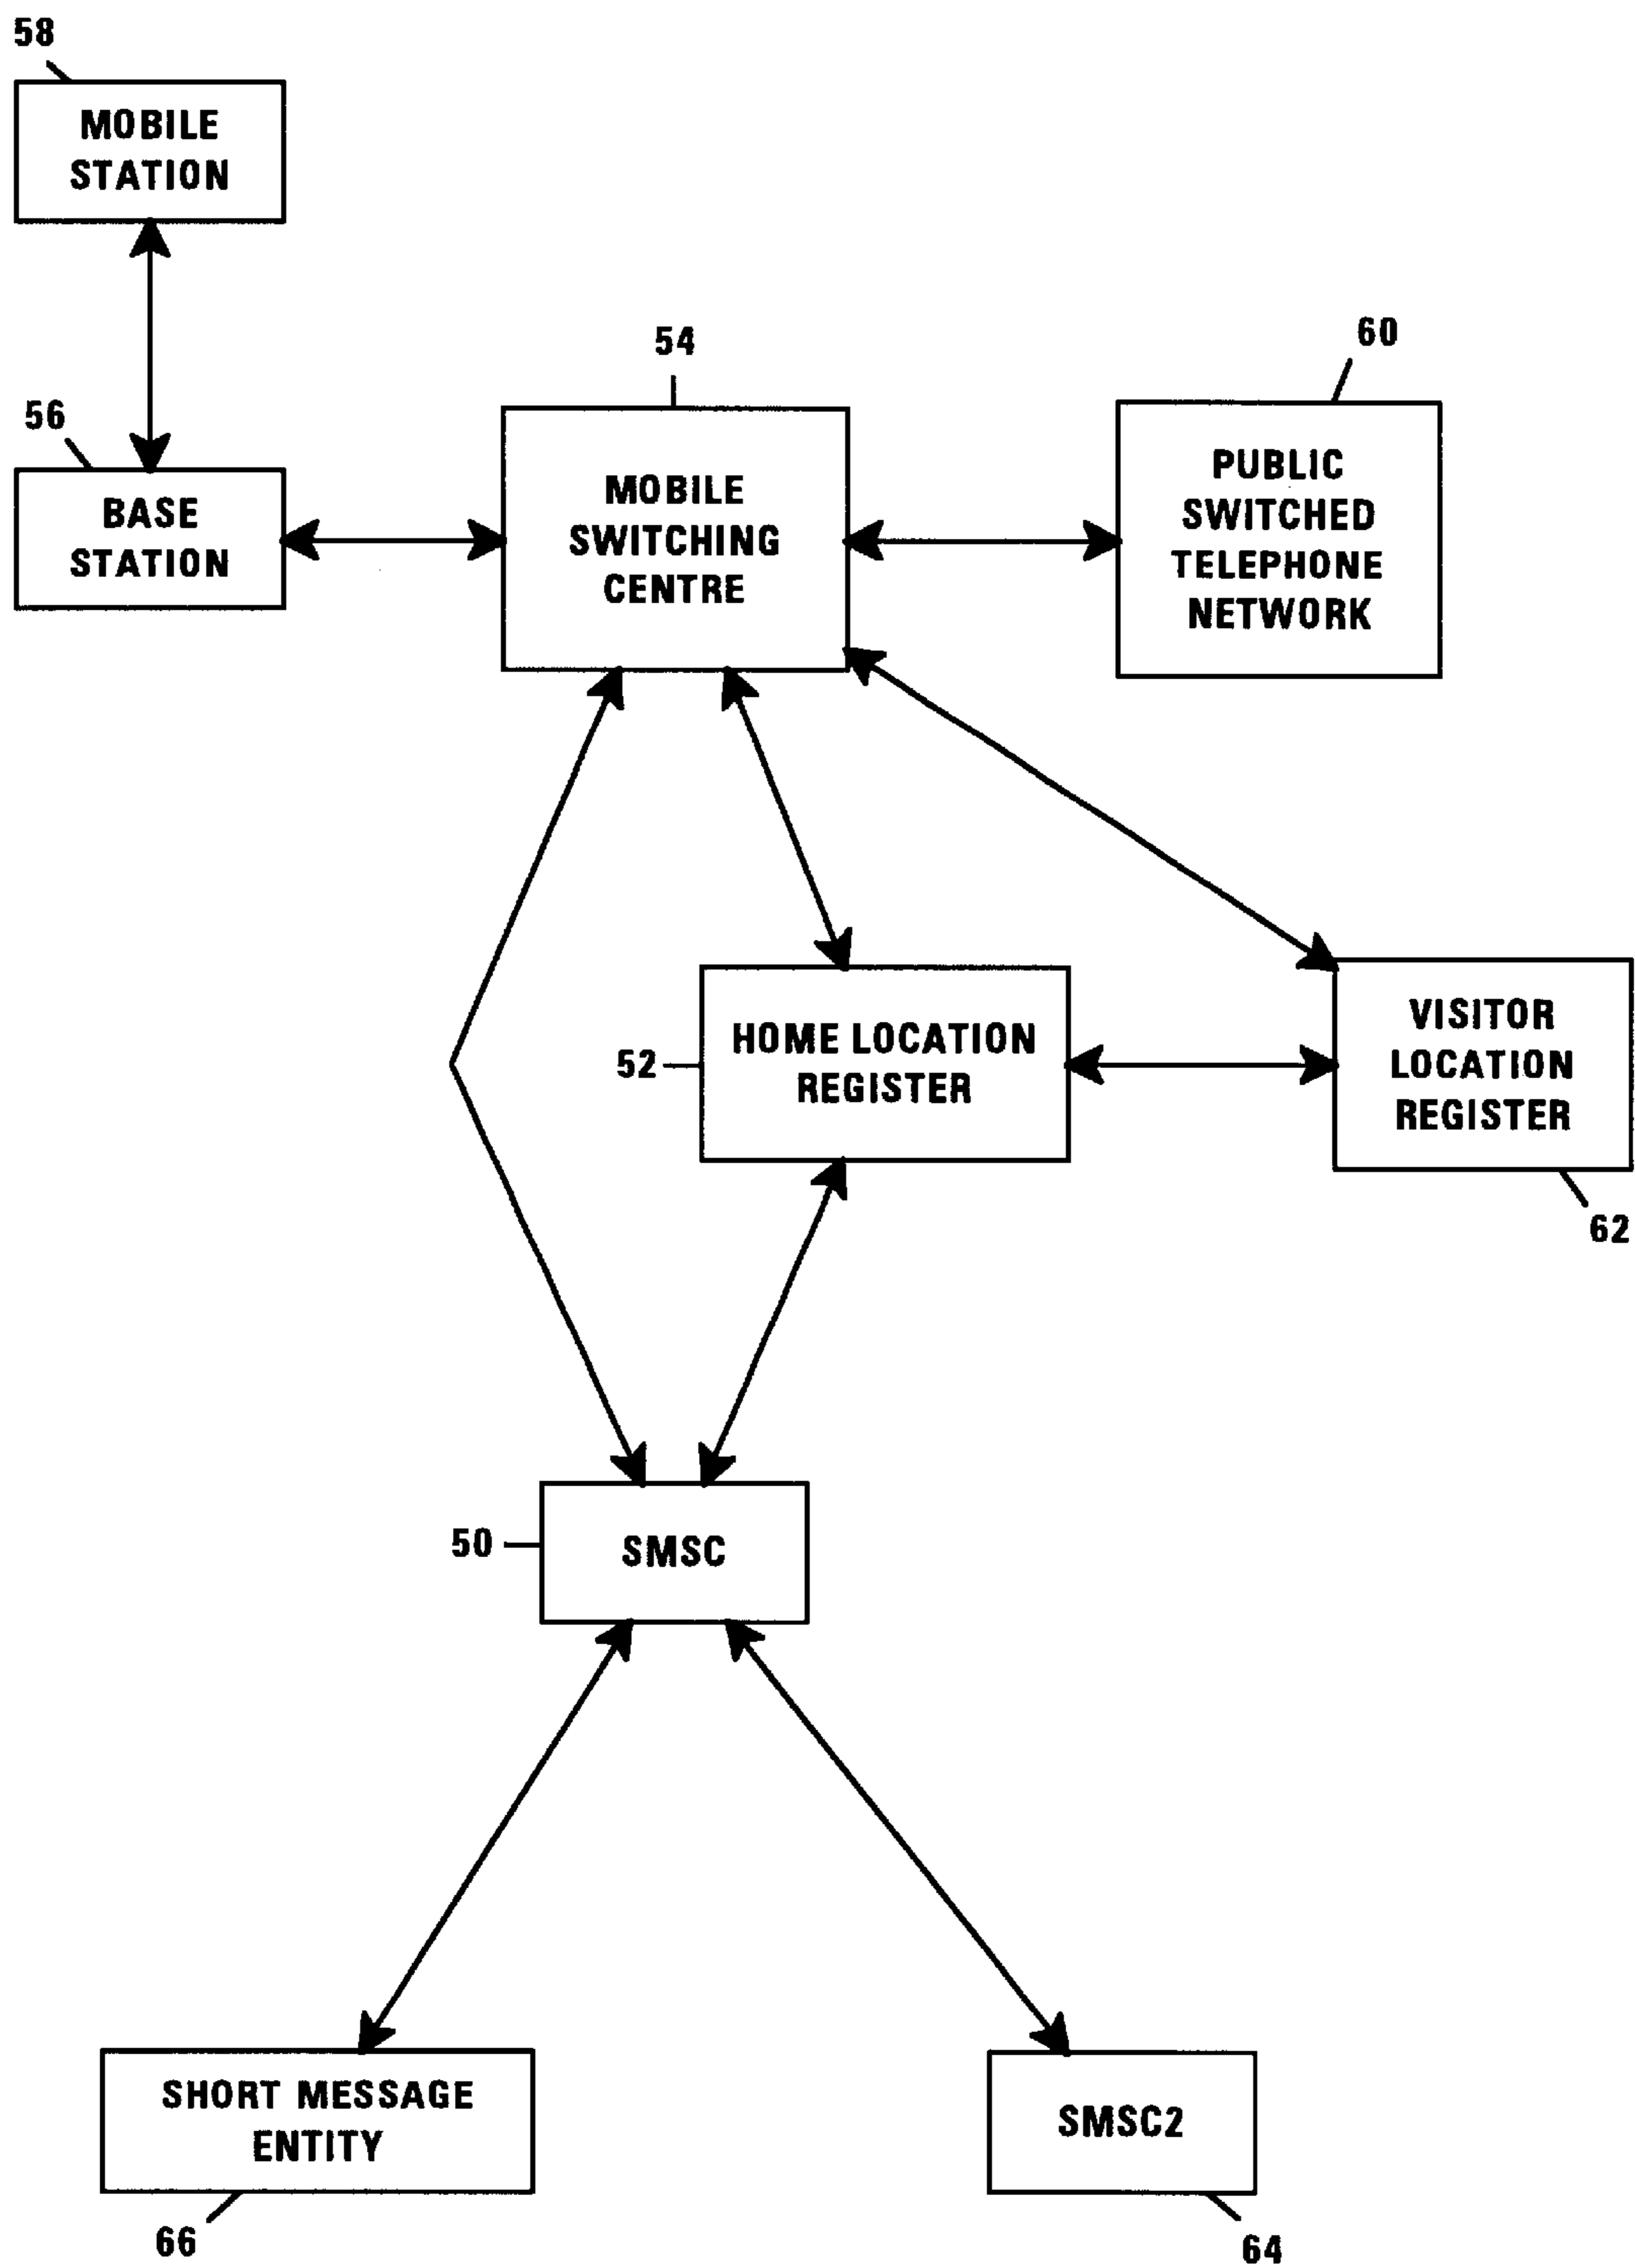 58
MOBILE
STATION
54
60
56
BASE
STATION
MOBILE
SWITCHING
CENTRE
PUBLIC
SWITCHED
TELEPHONE
NETWORK
52
HOME LOCATION
REGISTER
VISITOR
LOCATION
REGISTER
62
50
SMSC
SHORT MESSAGE
ENTITY
66
SMSC2
64